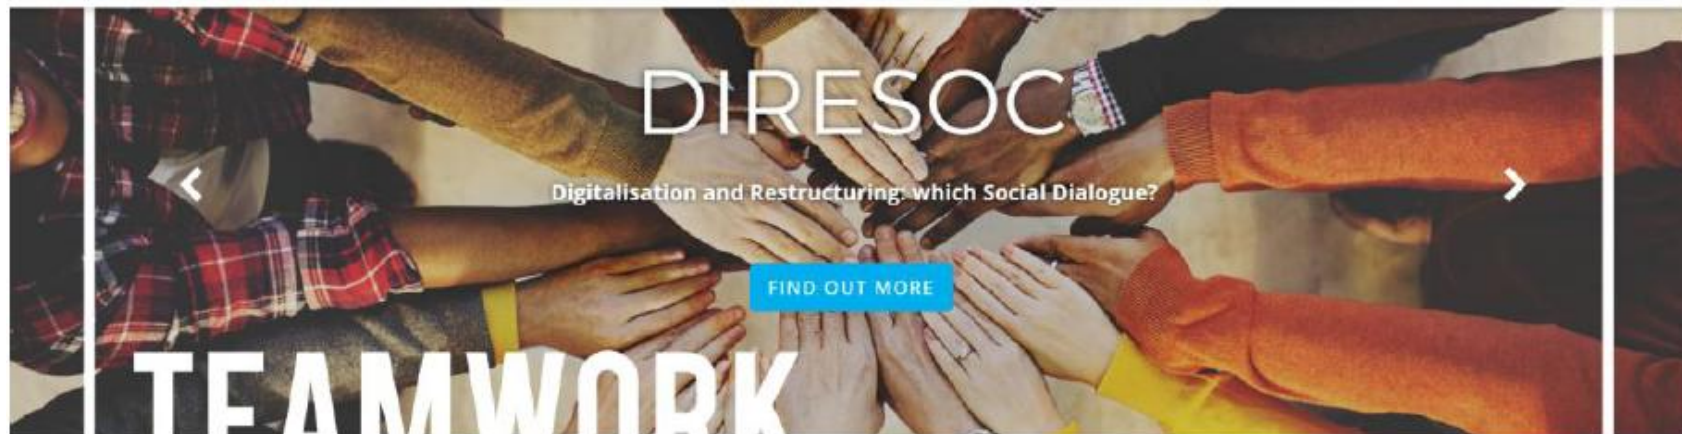 DIRESOC
Digitalisation and Restructuring: which Social Dialogue?
FIND OUT MORE
TEAMWORK